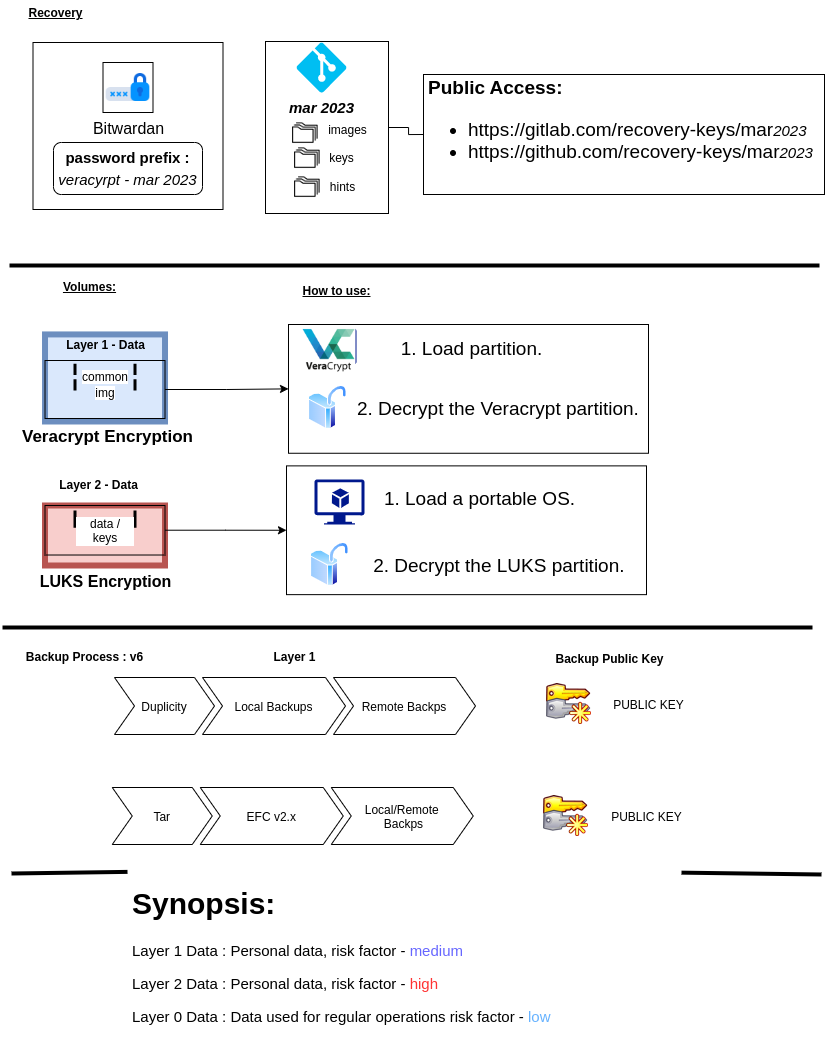 Recovery
Bitwardan
password prefix :
veracyrpt - mar 2023
mar 2023
images
keys
hints
Public Access:
https://gitlab.com/recovery-keys/mar2023
https://github.com/recovery-keys/mar2023
Volumes:
How to use:
Layer 1 - Data
common
img
Veracrypt Encryption
VeraCrypt
1. Load partition.
2. Decrypt the Veracrypt partition.
Layer 2 - Data
data /
keys
LUKS Encryption
1. Load a portable OS.
2. Decrypt the LUKS partition.
Backup Process : v6
Layer 1
Backup Public Key
Duplicity
Local Backups
Remote Backps
PUBLIC KEY
Tar
EFC v2.x
Local/Remote
Backps
PUBLIC KEY
Synopsis:
Layer 1 Data : Personal data, risk factor - medium
Layer 2 Data : Personal data, risk factor - high
Layer 0 Data : Data used for regular operations risk factor - low